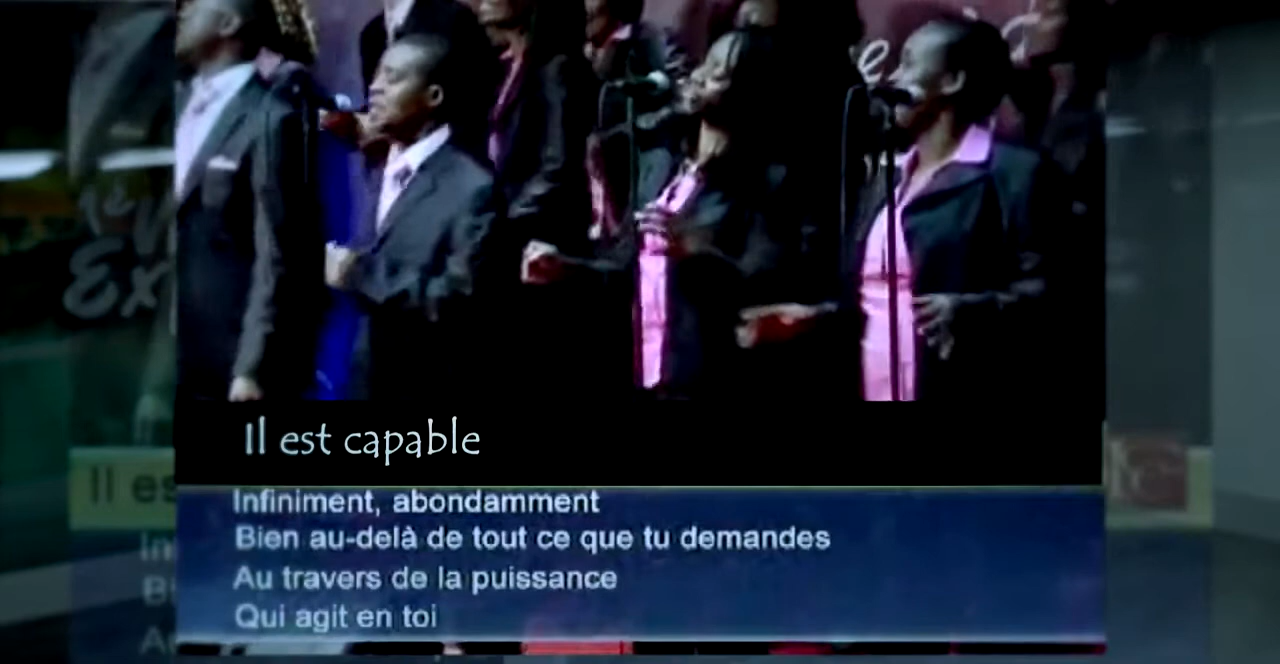 Il est capable
Infiniment, abondamment
Bien au-delà de tout ce que tu demandes
Au travers de la puissance
Qui agit en toi